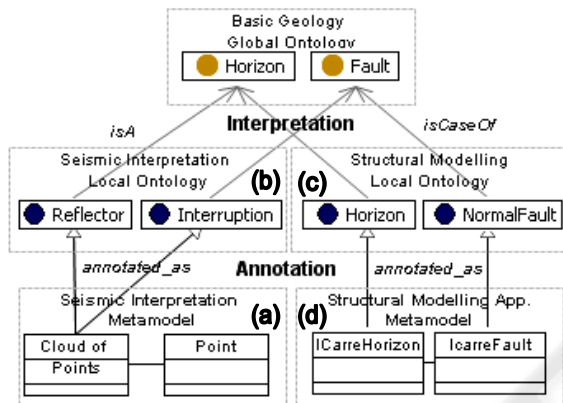 Basic Geology
Global Ontology
Horizon
Fault
isA
Interpretation
isCaseOf
Seismic Interpretation
Local Ontology
(b)
(c)
Structural Modelling
Local Ontology
Reflector
Interruption
Horizon
NormalFault
annotated_as
Annotation
annotated_as
Seismic Interpretation
Metamodel
(a)
(d)
Structural Modelling App.
Metamodel
Cloud of
Points
Point
ICarreHorizon
IcarreFault